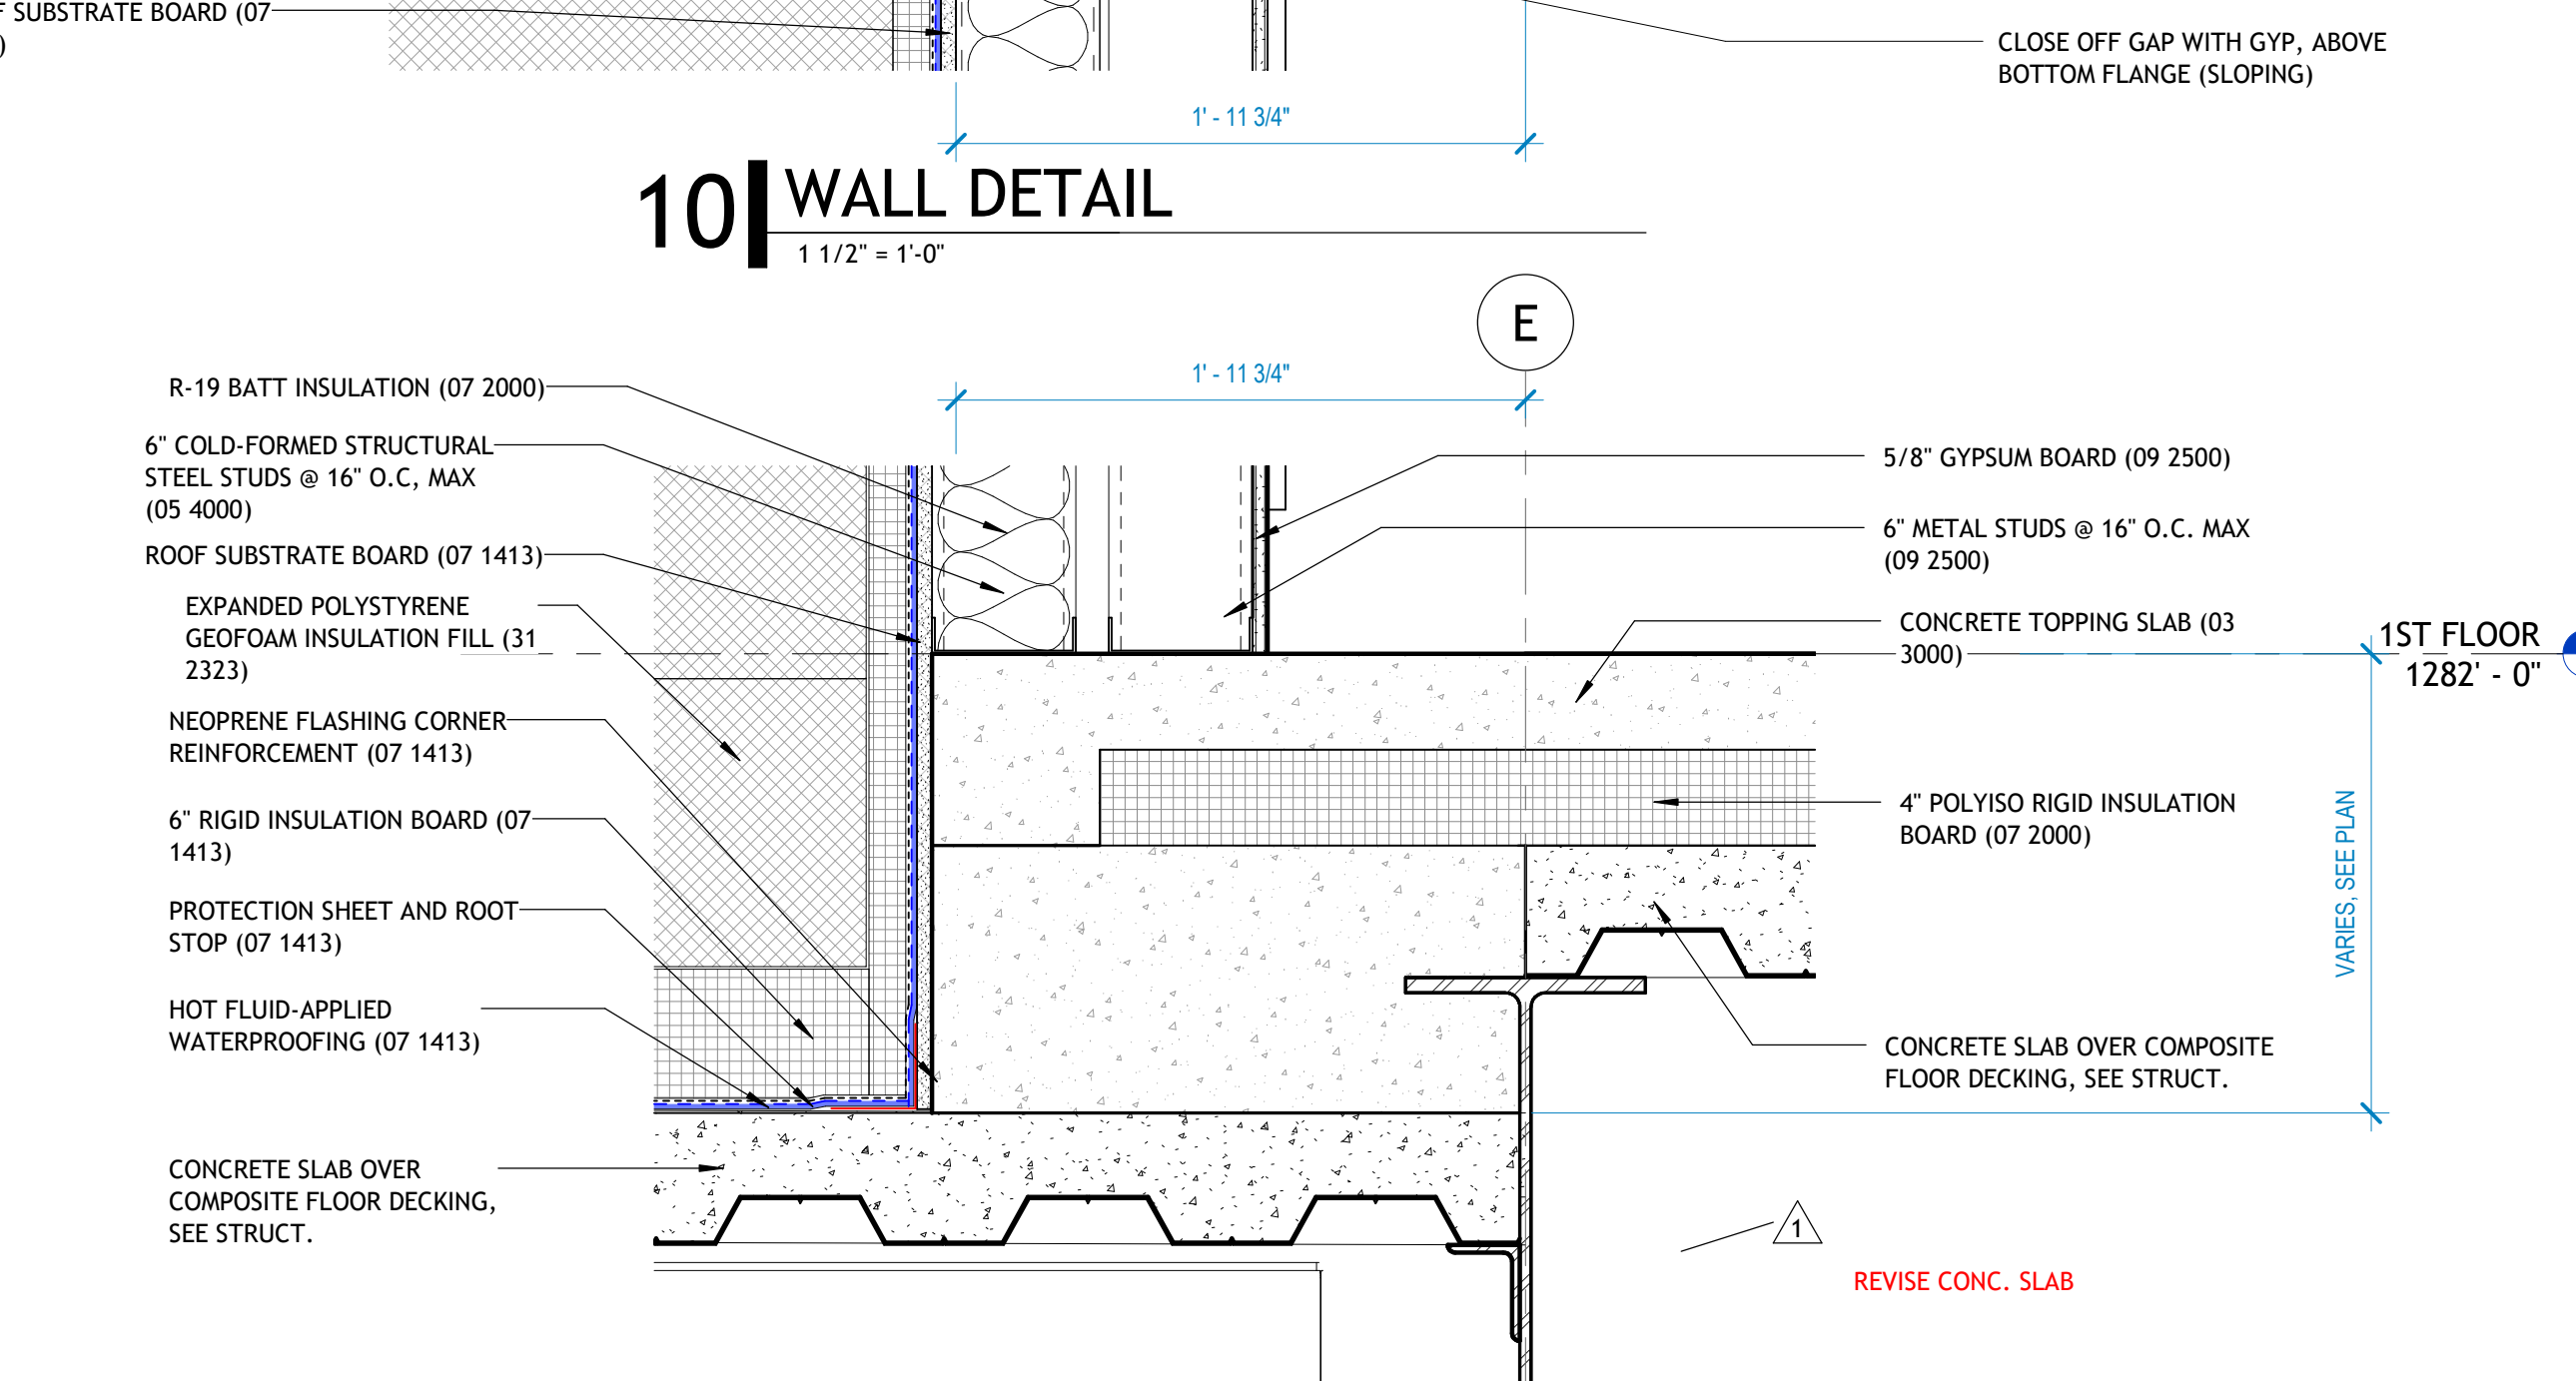 F SUBSTRATE BOARD (07
)
CLOSE OFF GAP WITH GYP, ABOVE
BOTTOM FLANGE (SLOPING)
1' - 11 3/4"
10
WALL DETAIL
1 1/2" = 1'-0"
E
1' - 11 3/4"
R-19 BATT INSULATION (07 2000)
6" COLD-FORMED STRUCTURAL
STEEL STUDS @ 16" O.C, MAX
(05 4000)
ROOF SUBSTRATE BOARD (07 1413)
EXPANDED POLYSTYRENE
GEOFOAM INSULATION FILL (31
2323)
NEOPRENE FLASHING CORNER
REINFORCEMENT (07 1413)
6" RIGID INSULATION BOARD (07
1413)
PROTECTION SHEET AND ROOT
STOP (07 1413)
HOT FLUID-APPLIED
WATERPROOFING (07 1413)
CONCRETE SLAB OVER
COMPOSITE FLOOR DECKING,
SEE STRUCT.
5/8" GYPSUM BOARD (09 2500)
6" METAL STUDS @ 16" O.C. MAX
(09 2500)
CONCRETE TOPPING SLAB (03
3000)
1ST FLOOR
1282' - 0"
4" POLYISO RIGID INSULATION
BOARD (07 2000)
VARIES, SEE PLAN
CONCRETE SLAB OVER COMPOSITE
FLOOR DECKING, SEE STRUCT.
1
REVISE CONC. SLAB